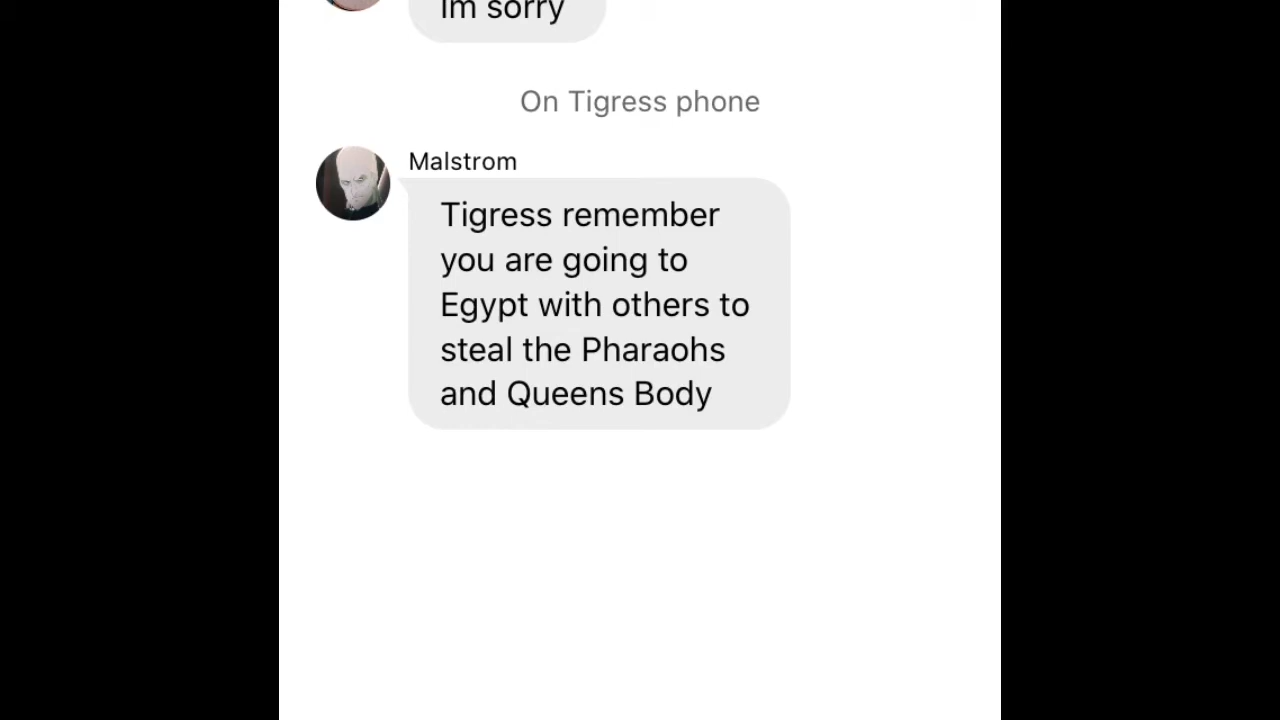 Im sorry
On Tigress phone
Malstrom
Tigress remember
you are going to
Egypt with others to
steal the Pharaohs
and Queens Body